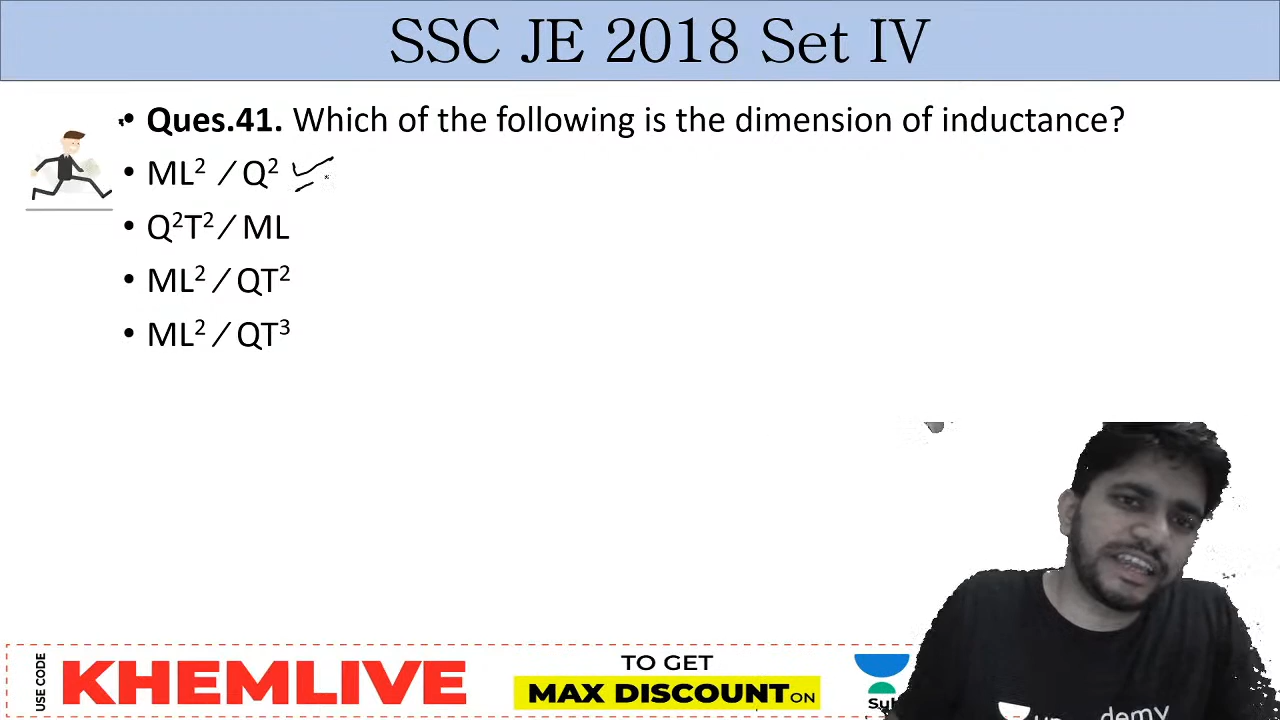 SSC JE 2018 Set IV
• Ques.41. Which of the following is the dimension of inductance?
• ML² ∕ Q²
• Q²T² ∕ ML
• ML² ∕ QT²
• ML² ∕ QT³
USE CODE
KHEMLIVE
TO GET
MAX DISCOUNT ON